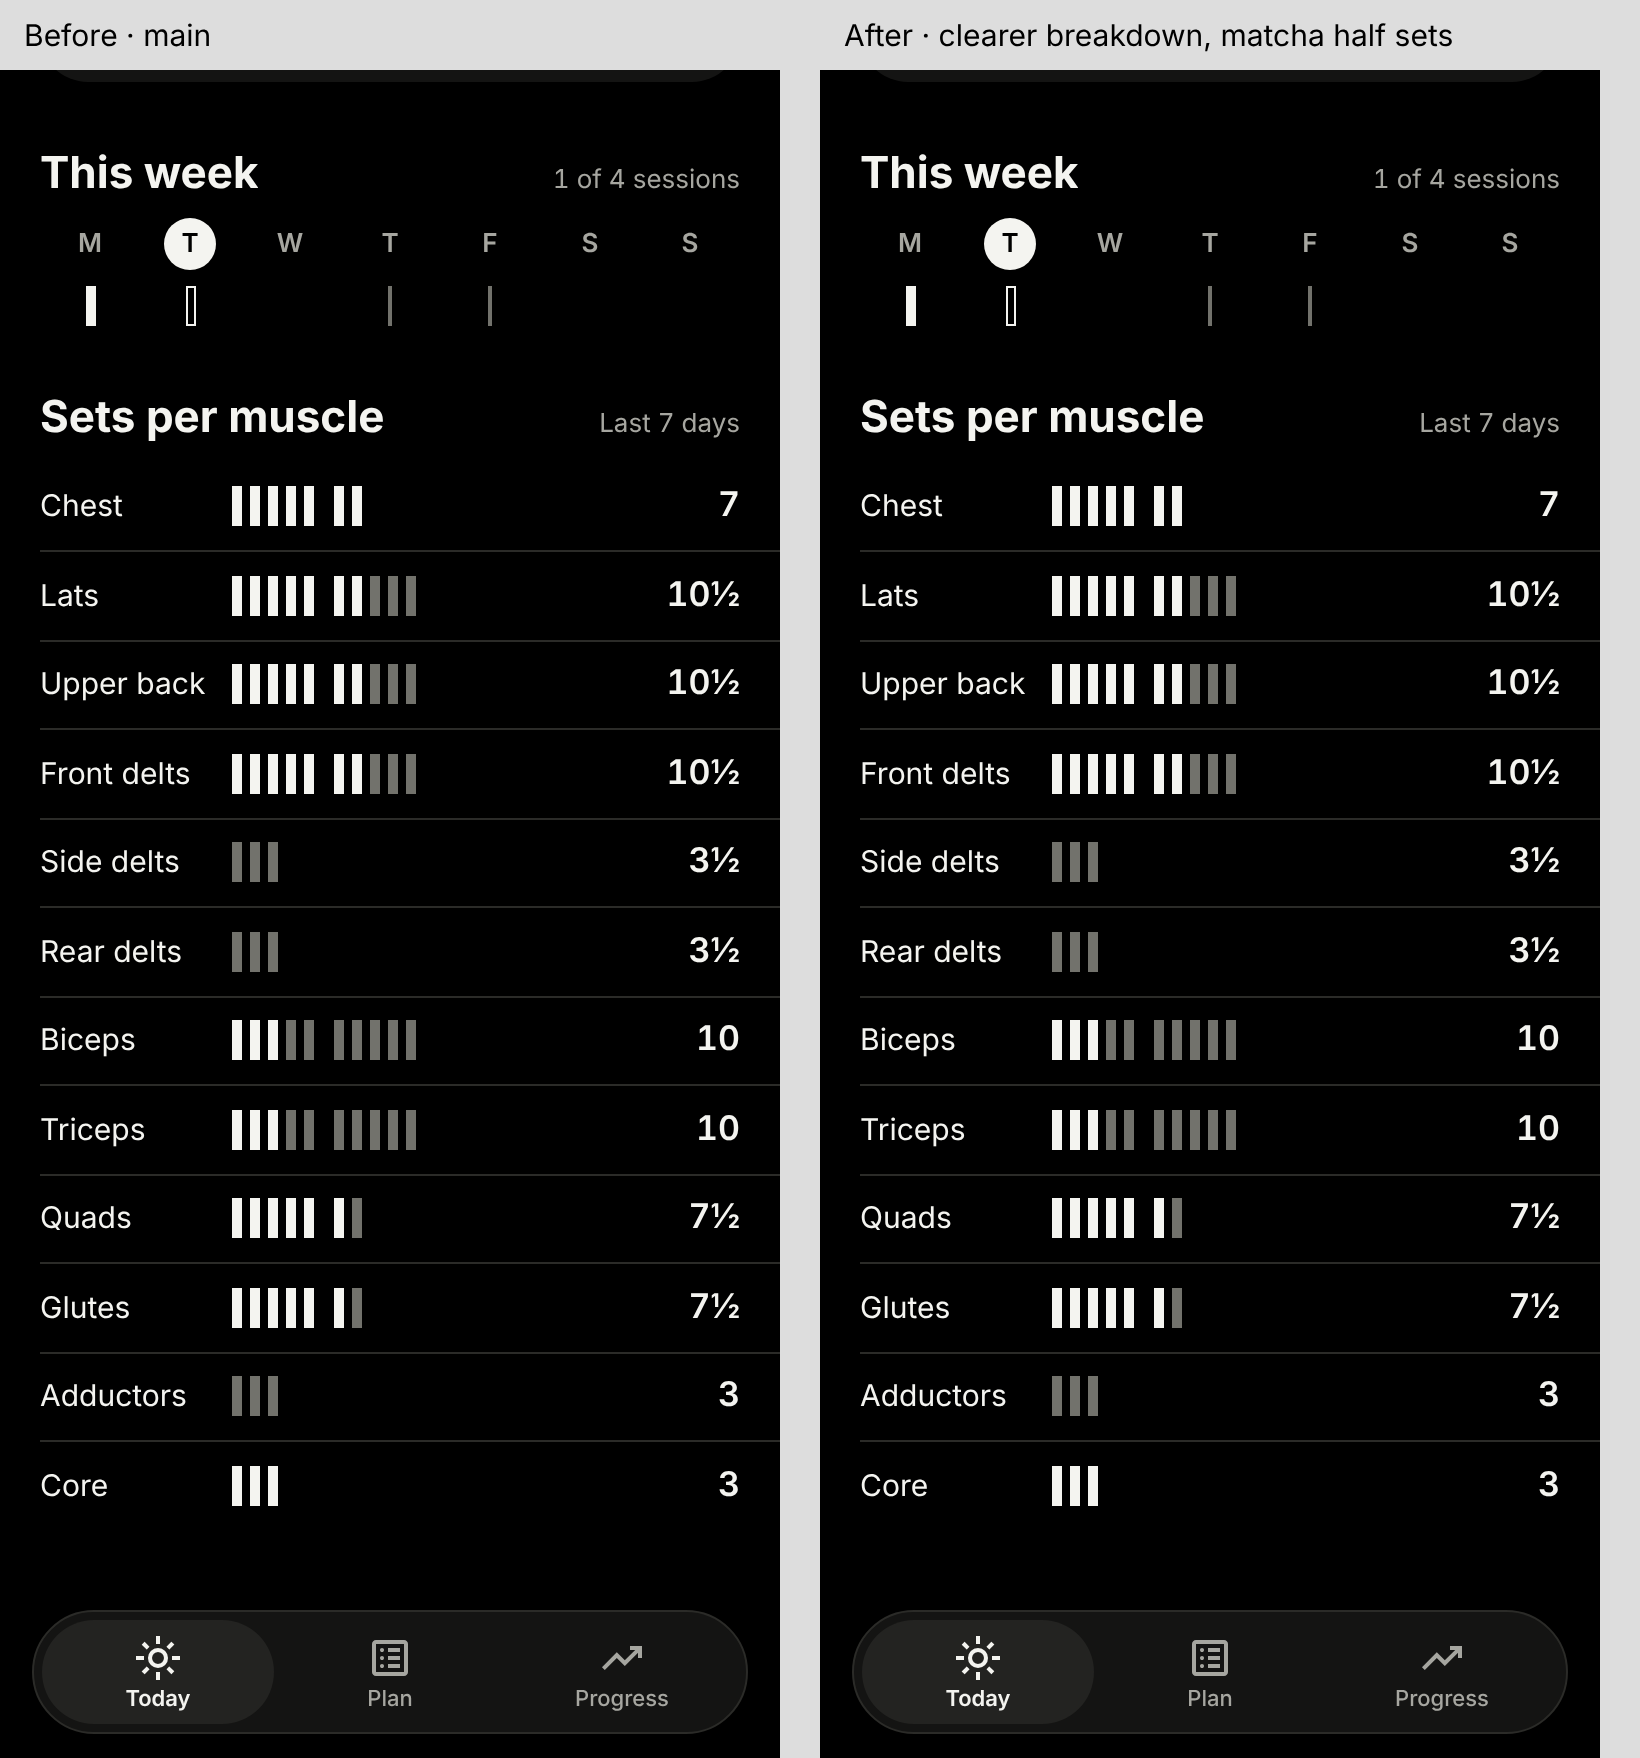 Before · main
This week
1 of 4 sessions
M T W T F S S
Sets per muscle
Last 7 days
Chest 7
Lats 10½
Upper back 10½
Front delts 10½
Side delts 3½
Rear delts 3½
Biceps 10
Triceps 10
Quads 7½
Glutes 7½
Adductors 3
Core 3
Today Plan Progress
After · clearer breakdown, matcha half sets
This week
1 of 4 sessions
M T W T F S S
Sets per muscle
Last 7 days
Chest 7
Lats 10½
Upper back 10½
Front delts 10½
Side delts 3½
Rear delts 3½
Biceps 10
Triceps 10
Quads 7½
Glutes 7½
Adductors 3
Core 3
Today Plan Progress